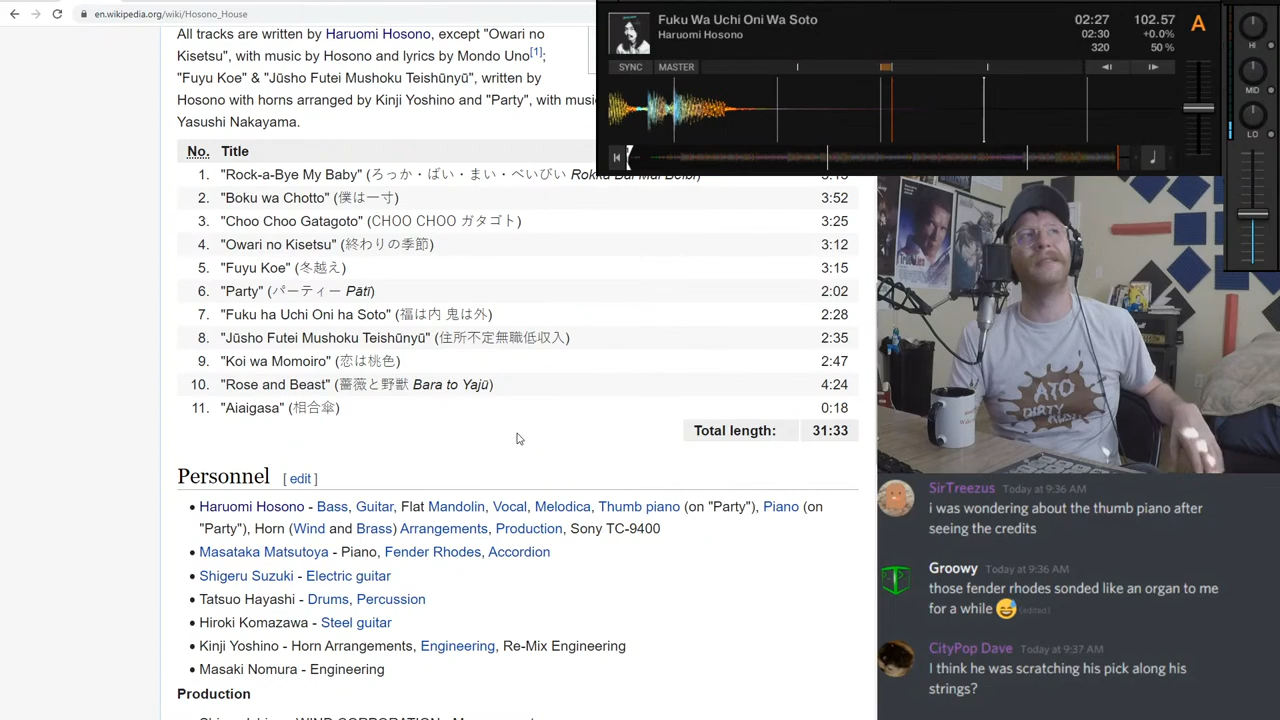 en.wikipedia.org/wiki/Hosono_House
All tracks are written by Haruomi Hosono, except "Owari no
Kisetsu", with music by Hosono and lyrics by Mondo Uno[1];
"Fuyu Koe" & "Jūsho Futei Mushoku Teishūnyū", written by
Hosono with horns arranged by Kinji Yoshino and "Party", with
Yasushi Nakayama.
No. Title
1. "Rock-a-Bye My Baby" (ろっか・ばい・まい・べいびい Rokku Bai Mai Beibī) 3:15
2. "Boku wa Chotto" (僕は一寸) 3:52
3. "Choo Choo Gatagoto" (CHOO CHOO ガタゴト) 3:25
4. "Owari no Kisetsu" (終わりの季節) 3:12
5. "Fuyu Koe" (冬越え) 3:15
6. "Party" (パーティー Pātī) 2:02
7. "Fuku ha Uchi Oni ha Soto" (福は内 鬼は外) 2:28
8. "Jūsho Futei Mushoku Teishūnyū" (住所不定無職低収入) 2:35
9. "Koi wa Momoiro" (恋は桃色) 2:47
10. "Rose and Beast" (薔薇と野獣 Bara to Yajū) 4:24
11. "Aiaigasa" (相合傘) 0:18
Total length: 31:33
Personnel [ edit ]
• Haruomi Hosono - Bass, Guitar, Flat Mandolin, Vocal, Melodica, Thumb piano (on "Party"), Piano (on
"Party"), Horn (Wind and Brass) Arrangements, Production, Sony TC-9400
• Masataka Matsutoya - Piano, Fender Rhodes, Accordion
• Shigeru Suzuki - Electric guitar
• Tatsuo Hayashi - Drums, Percussion
• Hiroki Komazawa - Steel guitar
• Kinji Yoshino - Horn Arrangements, Engineering, Re-Mix Engineering
• Masaki Nomura - Engineering
Production
Fuku Wa Uchi Oni Wa Soto 02:27 102.57
Haruomi Hosono 02:30 +0.0%
320 50 %
A
SYNC MASTER
HI
MID
LO
ATO
DIRTY
SirTreezus Today at 9:36 AM
i was wondering about the thumb piano after
seeing the credits
Groowy Today at 9:36 AM
those fender rhodes sonded like an organ to me
for a while 😅 (edited)
CityPop Dave Today at 9:37 AM
I think he was scratching his pick along his
strings?